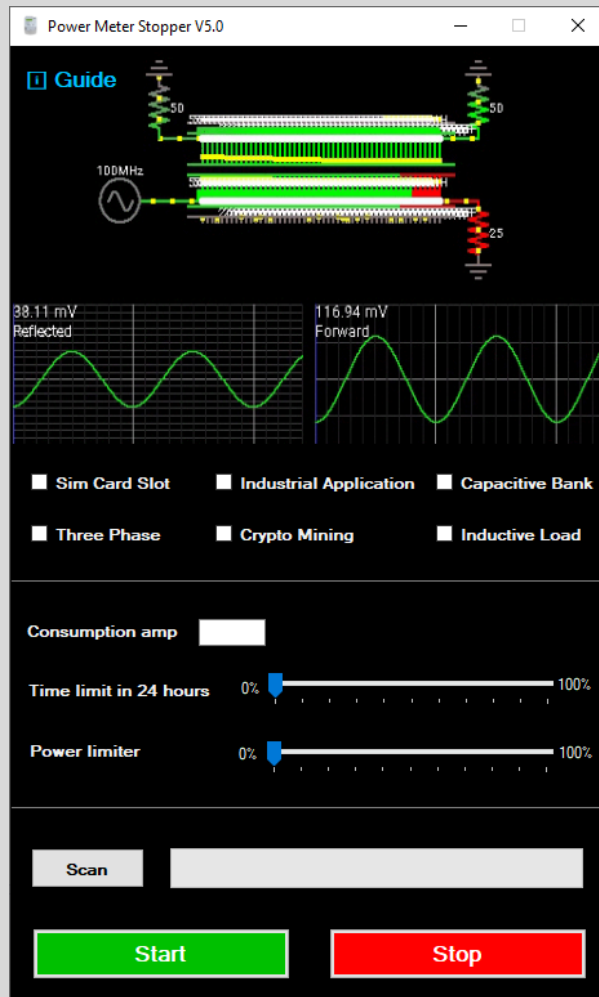 Power Meter Stopper V5.0
i Guide
50
50
100MHz
25
38.11 mV
Reflected
116.94 mV
Forward
Sim Card Slot
Industrial Application
Capacitive Bank
Three Phase
Crypto Mining
Inductive Load
Consumption amp
Time limit in 24 hours
0%
100%
Power limiter
0%
100%
Scan
Start
Stop